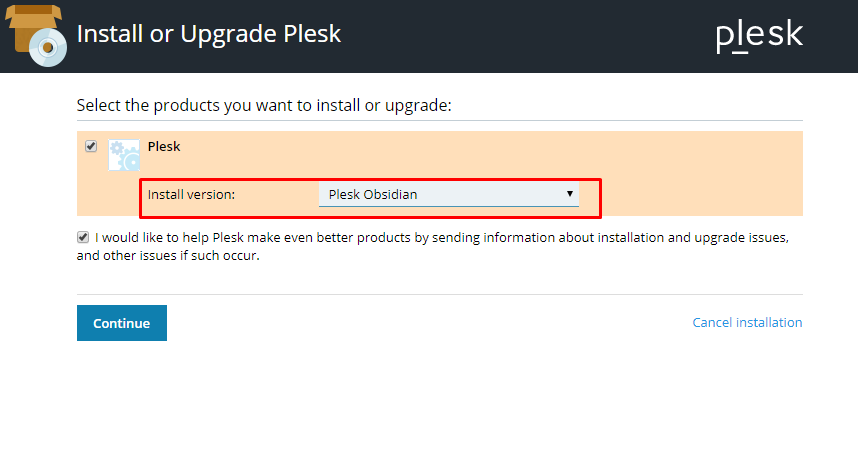 Install or Upgrade Plesk
plesk
Select the products you want to install or upgrade:
Plesk
Install version: Plesk Obsidian
I would like to help Plesk make even better products by sending information about installation and upgrade issues,
and other issues if such occur.
Continue
Cancel installation